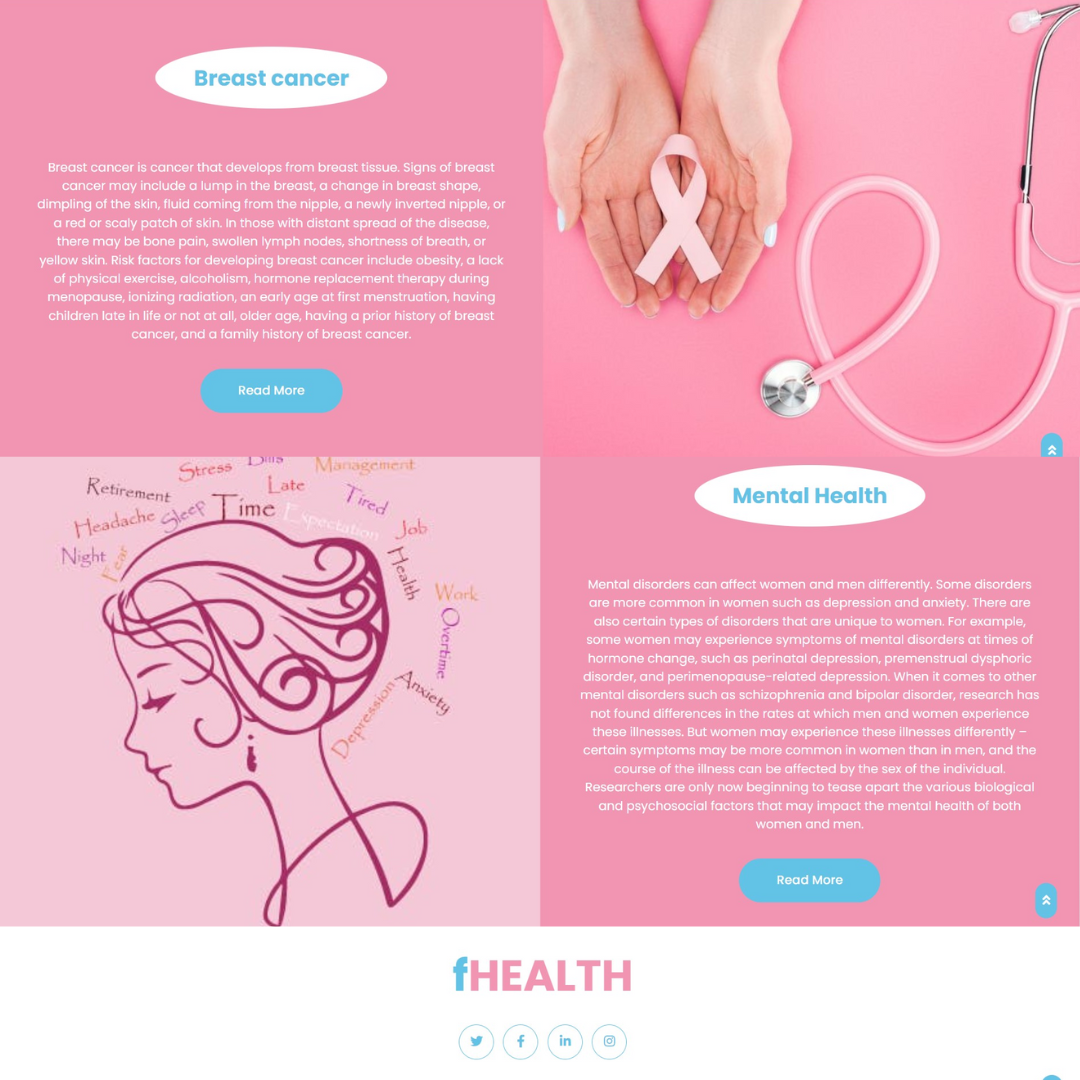 Breast cancer
Breast cancer is cancer that develops from breast tissue. Signs of breast
cancer may include a lump in the breast, a change in breast shape,
dimpling of the skin, fluid coming from the nipple, a newly inverted nipple, or
a red or scaly patch of skin. In those with distant spread of the disease,
there may be bone pain, swollen lymph nodes, shortness of breath, or
yellow skin. Risk factors for developing breast cancer include obesity, a lack
of physical exercise, alcoholism, hormone replacement therapy during
menopause, ionizing radiation, an early age at first menstruation, having
children late in life or not at all, older age, having a prior history of breast
cancer, and a family history of breast cancer.
Read More
Stress
Bills
Management
Retirement
Late
Tired
Headache
Sleep
Time
Expectation
Job
Night
Fear
Health
Work
Overtime
Anxiety
Depression
Mental Health
Mental disorders can affect women and men differently. Some disorders
are more common in women such as depression and anxiety. There are
also certain types of disorders that are unique to women. For example,
some women may experience symptoms of mental disorders at times of
hormone change, such as perinatal depression, premenstrual dysphoric
disorder, and perimenopause-related depression. When it comes to other
mental disorders such as schizophrenia and bipolar disorder, research has
not found differences in the rates at which men and women experience
these illnesses. But women may experience these illnesses differently –
certain symptoms may be more common in women than in men, and the
course of the illness can be affected by the sex of the individual.
Researchers are only now beginning to tease apart the various biological
and psychosocial factors that may impact the mental health of both
women and men.
Read More
fHEALTH